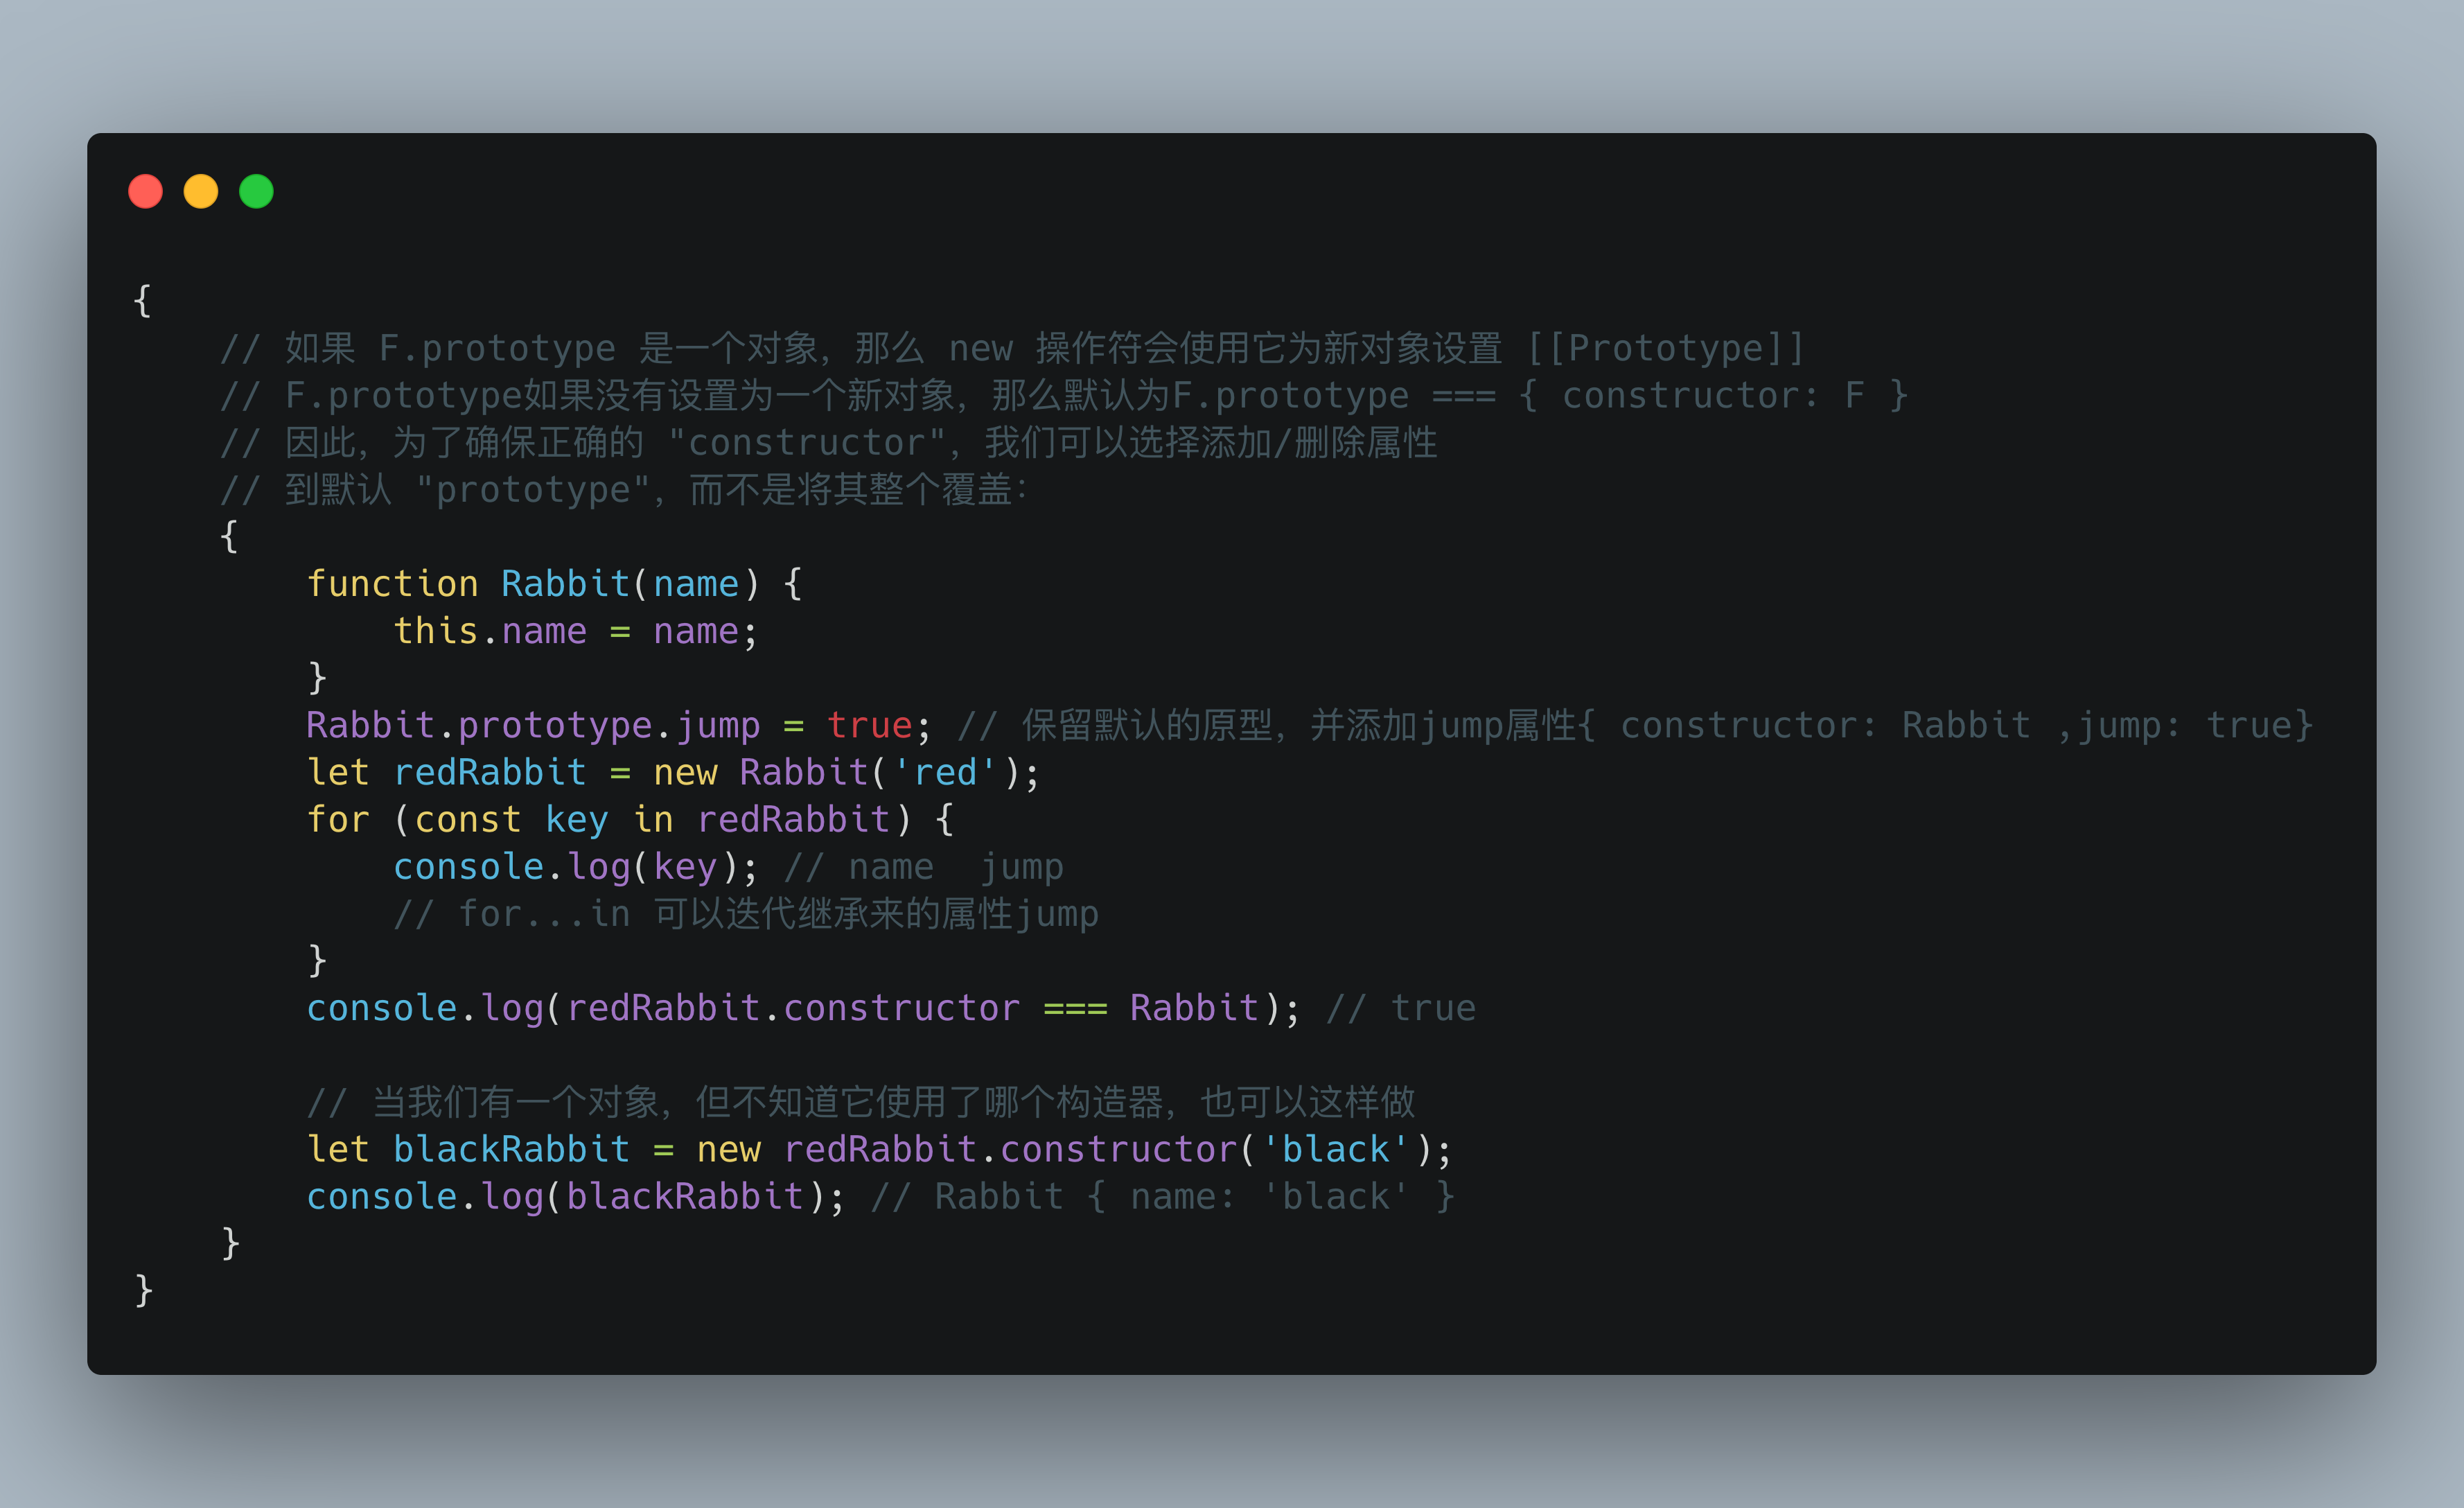 {
    // 如果 F.prototype 是一个对象，那么 new 操作符会使用它为新对象设置 [[Prototype]]
    // F.prototype如果没有设置为一个新对象，那么默认为F.prototype === { constructor: F }
    // 因此，为了确保正确的 "constructor"，我们可以选择添加/删除属性
    // 到默认 "prototype"，而不是将其整个覆盖：
    {
        function Rabbit(name) {
            this.name = name;
        }
        Rabbit.prototype.jump = true; // 保留默认的原型，并添加jump属性{ constructor: Rabbit ,jump: true}
        let redRabbit = new Rabbit('red');
        for (const key in redRabbit) {
            console.log(key); // name  jump
            // for...in 可以迭代继承来的属性jump
        }
        console.log(redRabbit.constructor === Rabbit); // true

        // 当我们有一个对象，但不知道它使用了哪个构造器，也可以这样做
        let blackRabbit = new redRabbit.constructor('black');
        console.log(blackRabbit); // Rabbit { name: 'black' }
    }
}